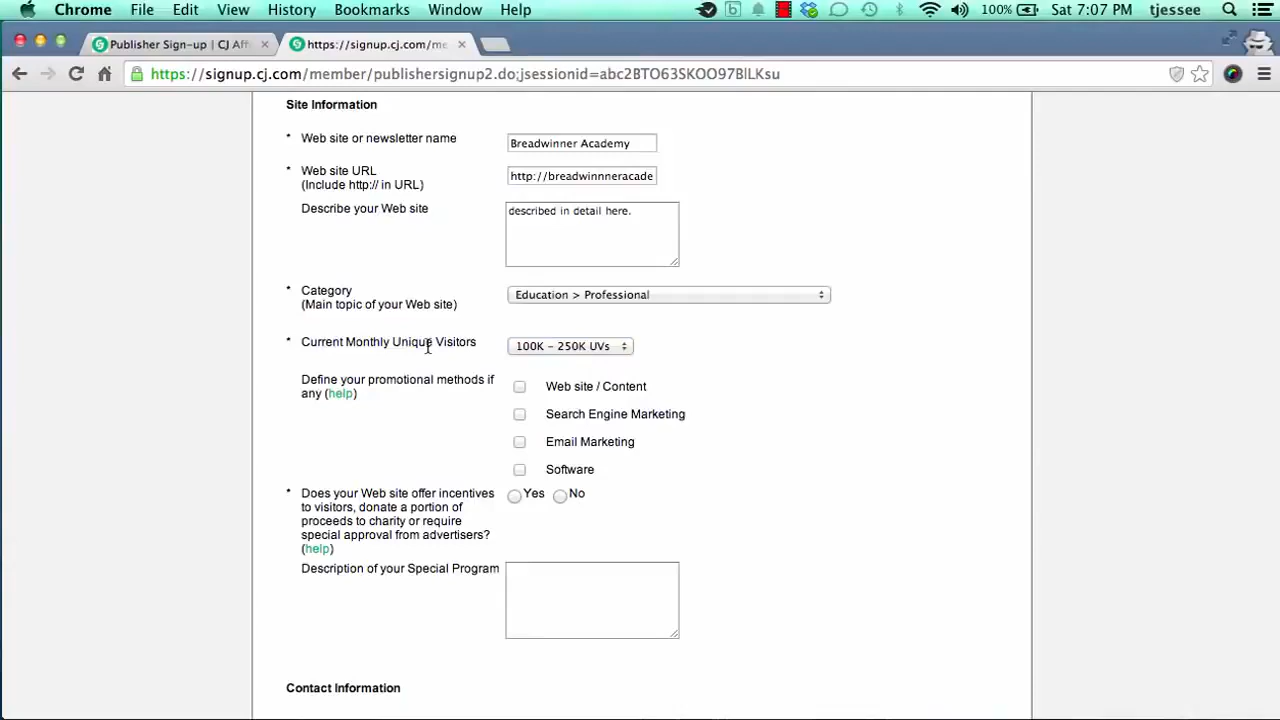 Chrome File Edit View History Bookmarks Window Help 100% Sat 7:07 PM tjessee
Publisher Sign-up | CJ Aff × https://signup.cj.com/me ×
https://signup.cj.com/member/publishersignup2.do;jsessionid=abc2BTO63SKOO97BILKsu
Site Information
* Web site or newsletter name Breadwinner Academy
* Web site URL
(Include http:// in URL) http://breadwinnneracade
Describe your Web site described in detail here.
* Category
(Main topic of your Web site) Education > Professional
* Current Monthly Unique Visitors 100K – 250K UVs
Define your promotional methods if
any (help)
Web site / Content
Search Engine Marketing
Email Marketing
Software
* Does your Web site offer incentives
to visitors, donate a portion of
proceeds to charity or require
special approval from advertisers?
(help)
Yes No
Description of your Special Program
Contact Information